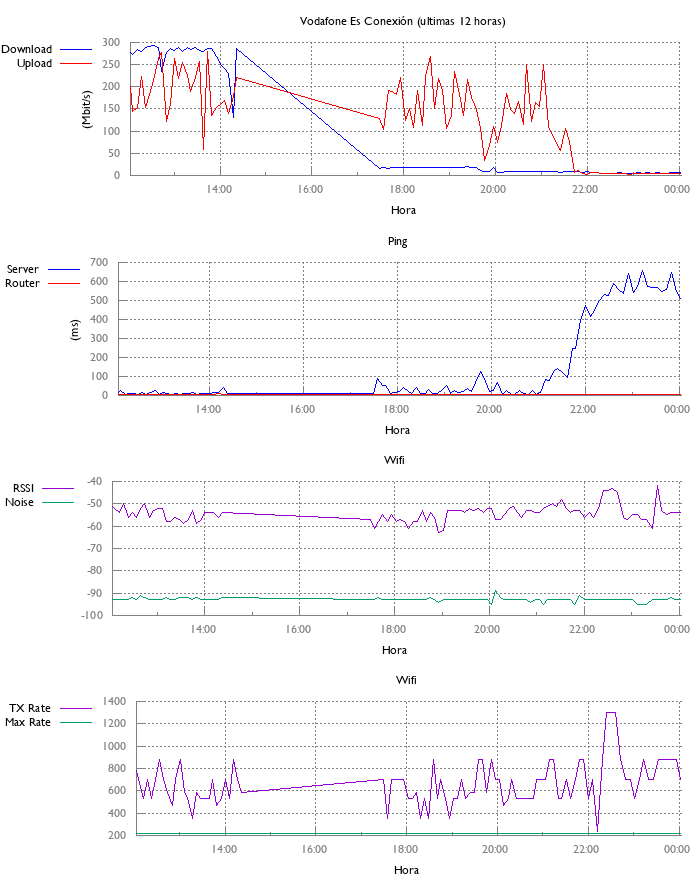 Vodafone Es Conexión (ultimas 12 horas)
300
250
200
150
100
50
0
Download
Upload
(Mbit/s)
14:00 16:00 18:00 20:00 22:00 00:00
Hora
Ping
700
600
500
400
300
200
100
0
Server
Router
(ms)
14:00 18:00 20:00 22:00 00:00
Hora
Wifi
-40
-50
-60
-70
-80
-90
-100
RSSI
Noise
14:00 16:00 18:00 20:00 22:00 00:00
Hora
Wifi
1400
1200
1000
800
600
400
200
TX Rate
Max Rate
14:00 16:00 18:00 20:00 22:00 00:00
Hora